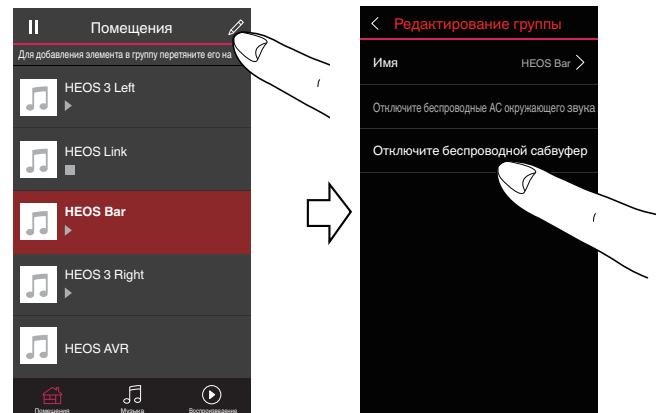 Помещения
Для добавления элемента в группу перетяните его на
HEOS 3 Left
HEOS Link
HEOS Bar
HEOS 3 Right
HEOS AVR
Помещения
Музыка
Воспроизведение
Редактирование группы
Имя
HEOS Bar
Отключите беспроводные АС окружающего звука
Отключите беспроводной сабвуфер